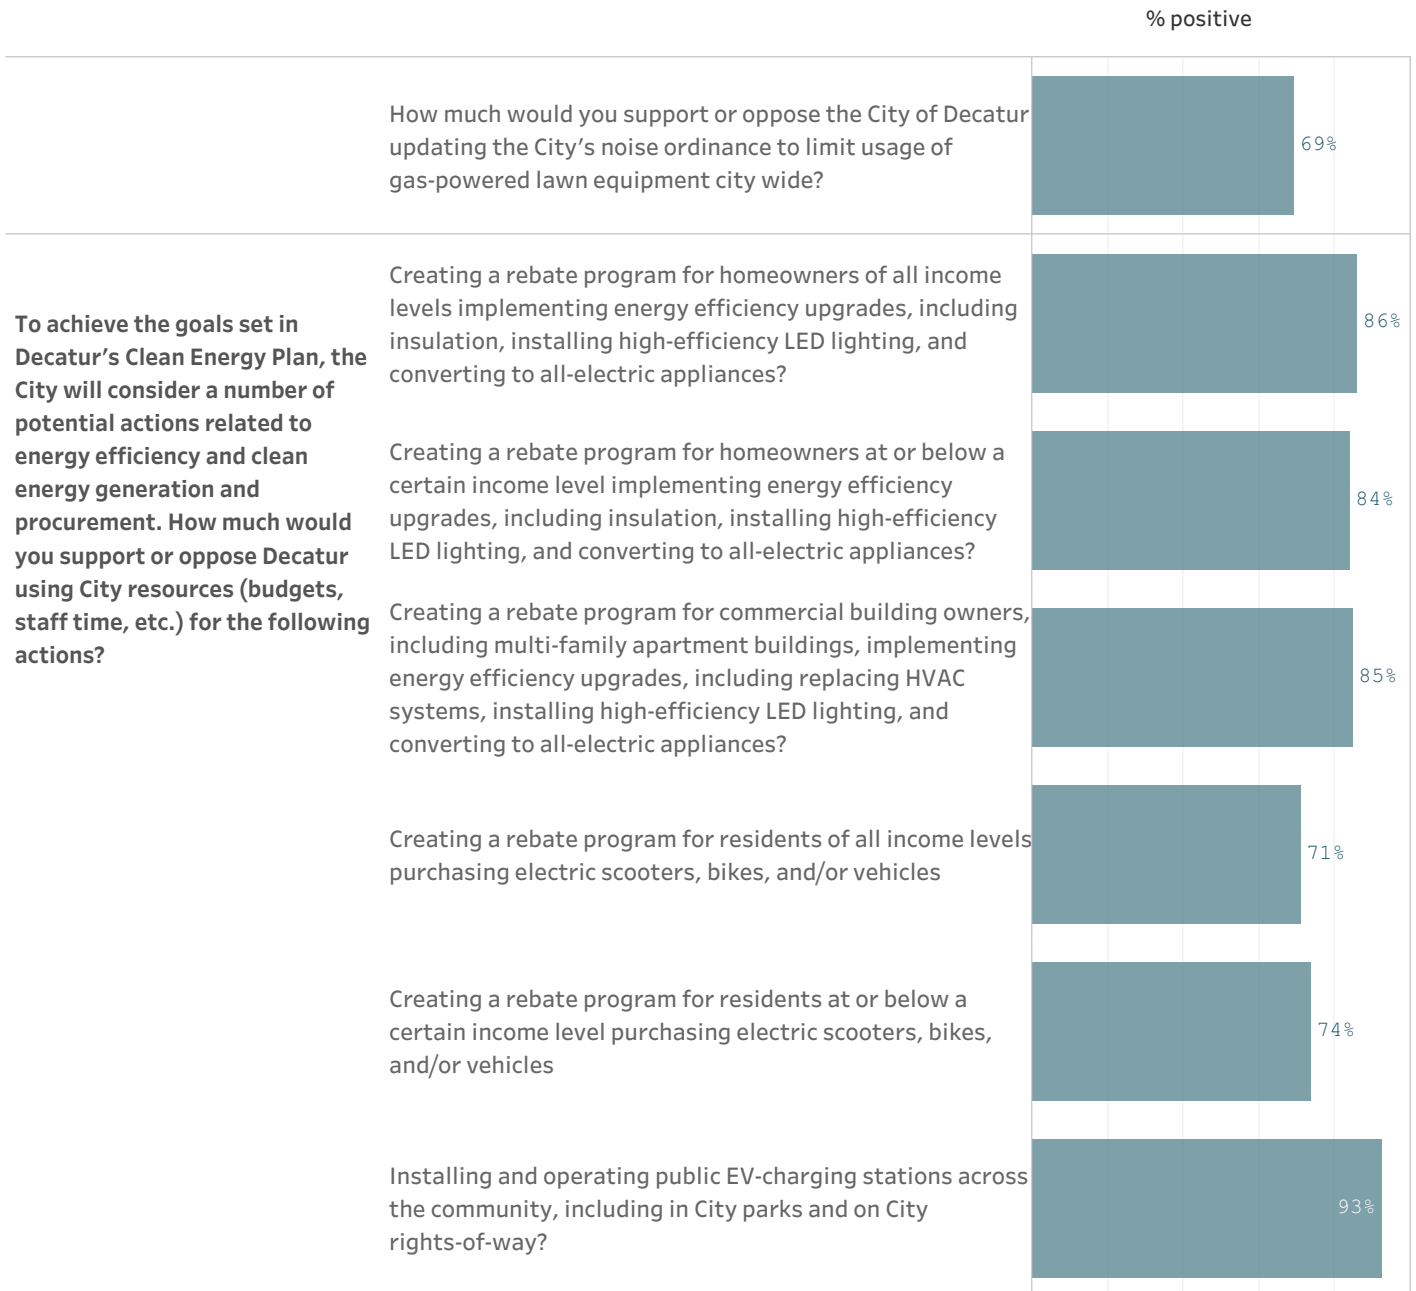 % positive
How much would you support or oppose the City of Decatur
updating the City’s noise ordinance to limit usage of
gas-powered lawn equipment city wide?
69%
To achieve the goals set in
Decatur’s Clean Energy Plan, the
City will consider a number of
potential actions related to
energy efficiency and clean
energy generation and
procurement. How much would
you support or oppose Decatur
using City resources (budgets,
staff time, etc.) for the following
actions?
Creating a rebate program for homeowners of all income
levels implementing energy efficiency upgrades, including
insulation, installing high-efficiency LED lighting, and
converting to all-electric appliances?
86%
Creating a rebate program for homeowners at or below a
certain income level implementing energy efficiency
upgrades, including insulation, installing high-efficiency
LED lighting, and converting to all-electric appliances?
84%
Creating a rebate program for commercial building owners,
including multi-family apartment buildings, implementing
energy efficiency upgrades, including replacing HVAC
systems, installing high-efficiency LED lighting, and
converting to all-electric appliances?
85%
Creating a rebate program for residents of all income levels
purchasing electric scooters, bikes, and/or vehicles
71%
Creating a rebate program for residents at or below a
certain income level purchasing electric scooters, bikes,
and/or vehicles
74%
Installing and operating public EV-charging stations across
the community, including in City parks and on City
rights-of-way?
93%